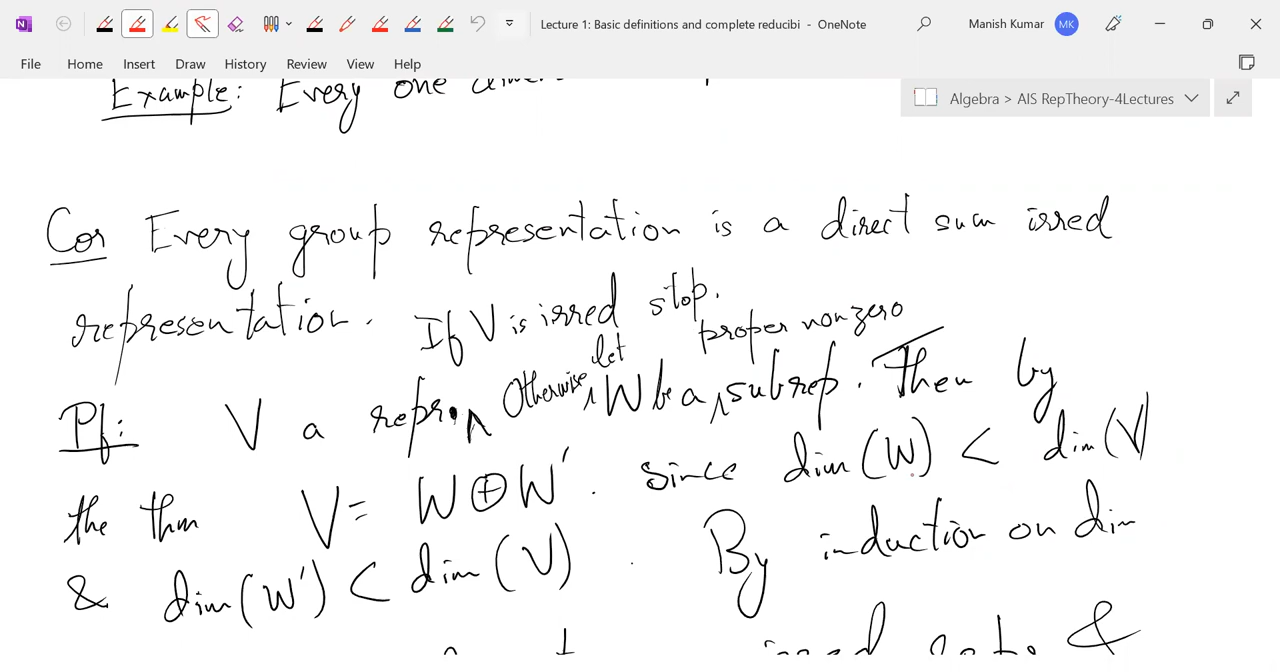 Lecture 1: Basic definitions and complete reducibi - OneNote
Manish Kumar
MK
File Home Insert Draw History Review View Help
Algebra > AIS RepTheory-4Lectures
Example: Every one
Cor Every group representation is a direct sum irred
representation. If V is irred stop.
let proper nonzero
Pf: V a repn Otherwise W be a subrep. Then by
the thm V = W ⊕ W'. Since dim(W) < dim(V)
& dim(W') < dim(V). By induction on dim